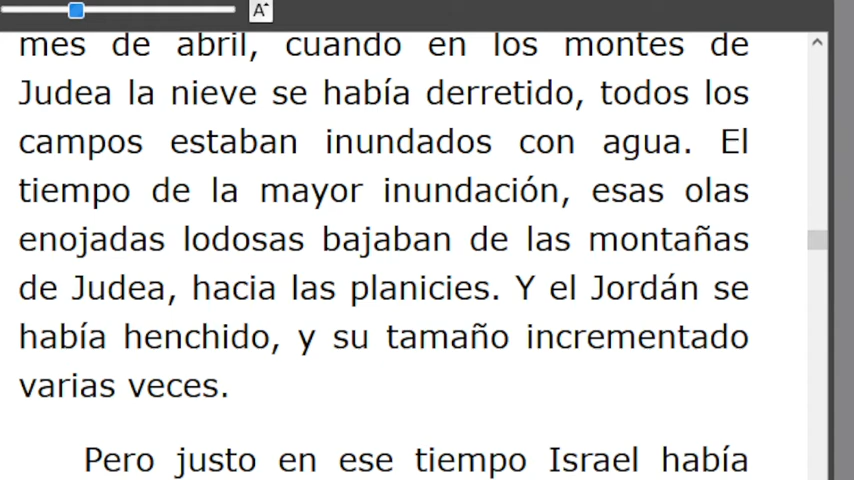 A
mes de abril, cuando en los montes de
Judea la nieve se había derretido, todos los
campos estaban inundados con agua. El
tiempo de la mayor inundación, esas olas
enojadas lodosas bajaban de las montañas
de Judea, hacia las planicies. Y el Jordán se
había henchido, y su tamaño incrementado
varias veces.
Pero justo en ese tiempo Israel había